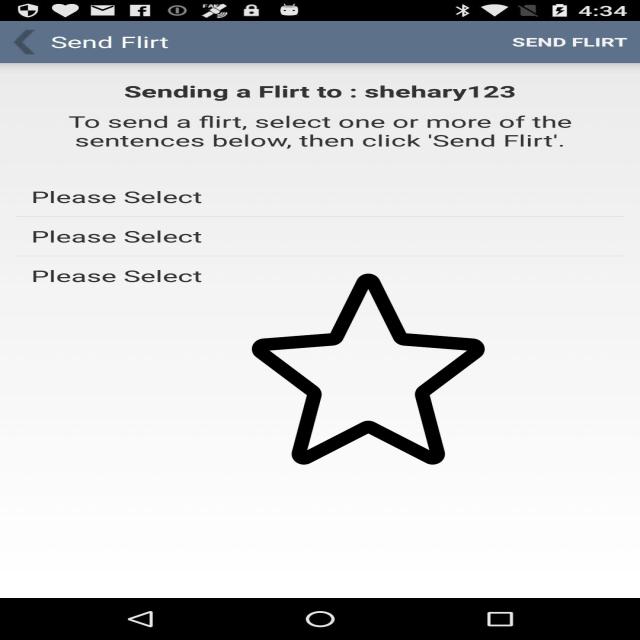 4:34
Send Flirt
SEND FLIRT
Sending a Flirt to : shehary123
To send a flirt, select one or more of the
sentences below, then click 'Send Flirt'.
Please Select
Please Select
Please Select